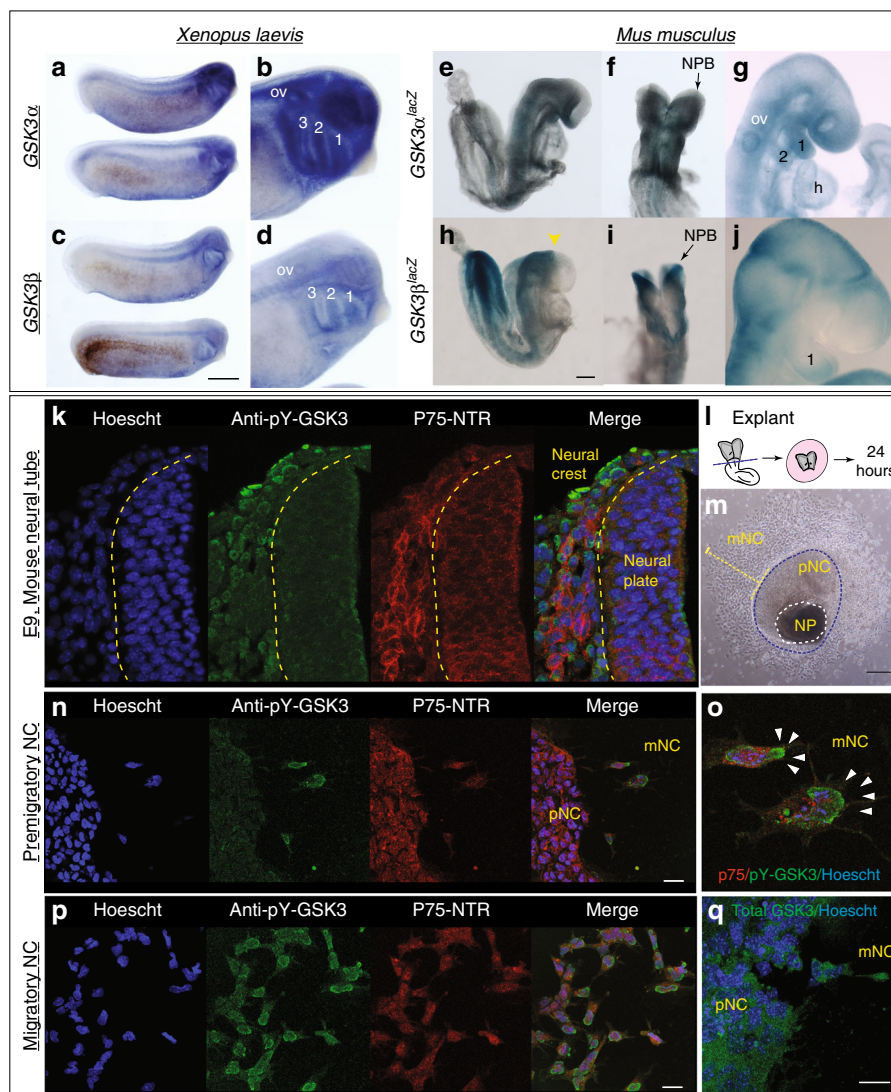 Xenopus laevis
Mus musculus
GSK3α
a
b
ov
3
2
1
GSK3α^lacZ
e
f
NPB
g
ov
1
2
h
GSK3β
c
d
ov
3
2
1
GSK3β^lacZ
h
i
NPB
j
1
E9. Mouse neural tube
k
Hoescht
Anti-pY-GSK3
P75-NTR
Merge
Neural
crest
Neural
plate
l
Explant
24
hours
m
mNC
pNC
NP
Premigratory NC
n
Hoescht
Anti-pY-GSK3
P75-NTR
Merge
mNC
pNC
o
mNC
p75/pY-GSK3/Hoescht
Migratory NC
p
Hoescht
Anti-pY-GSK3
P75-NTR
Merge
q
Total GSK3/Hoescht
mNC
pNC